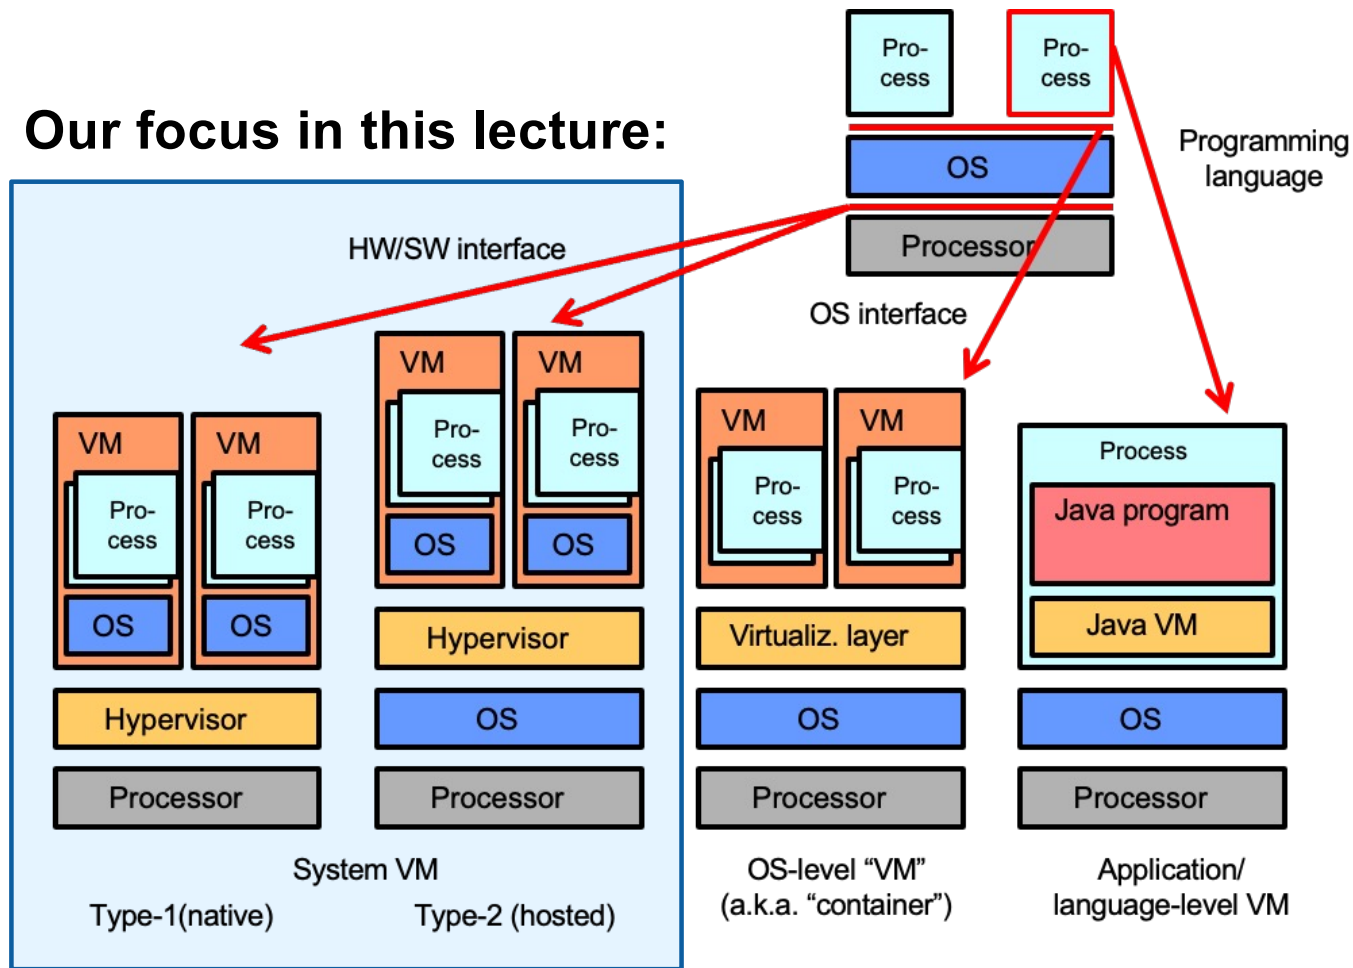 Our focus in this lecture:
Pro-
cess
Pro-
cess
OS
Processor
Programming
language
HW/SW interface
OS interface
VM
Pro-
cess
OS
VM
Pro-
cess
OS
Hypervisor
Processor
VM
Pro-
cess
OS
VM
Pro-
cess
OS
Hypervisor
OS
Processor
VM
Pro-
cess
VM
Pro-
cess
Virtualiz. layer
OS
Processor
Process
Java program
Java VM
OS
Processor
System VM
Type-1(native)
Type-2 (hosted)
OS-level “VM”
(a.k.a. “container”)
Application/
language-level VM